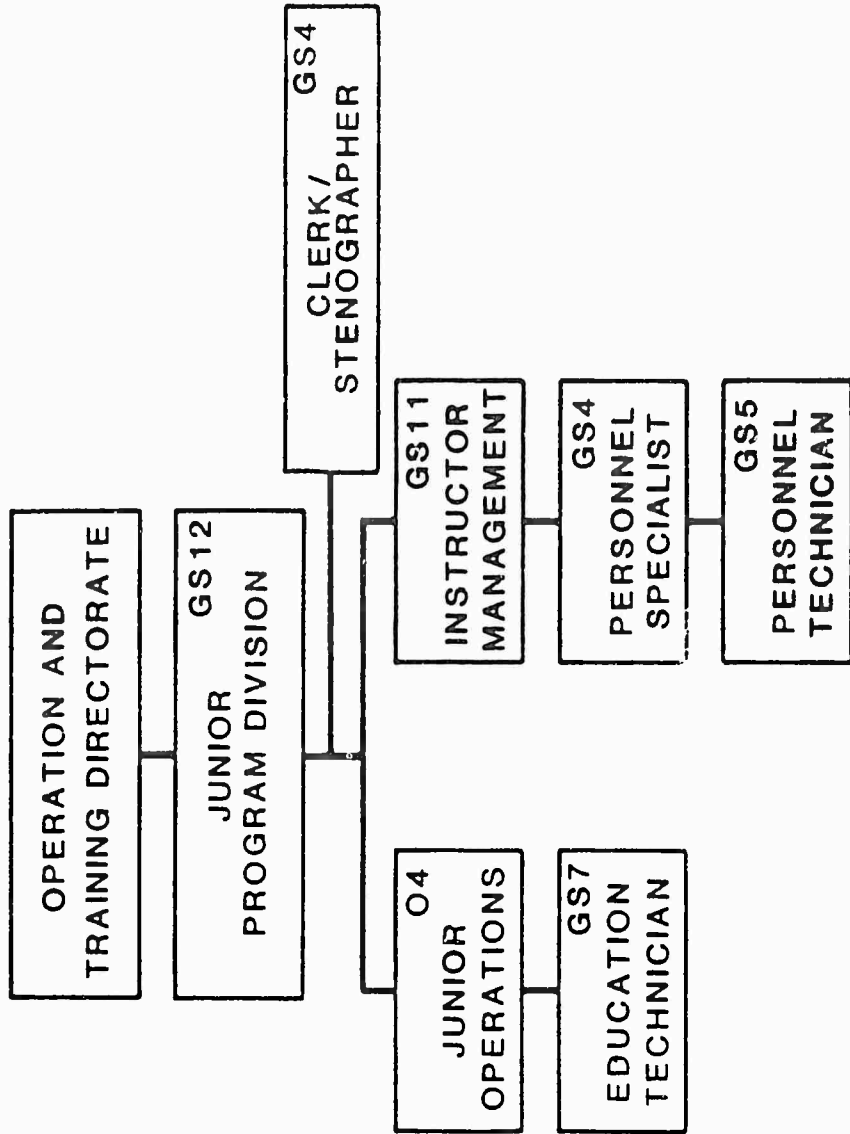 OPERATION AND
TRAINING DIRECTORATE
GS12
JUNIOR
PROGRAM DIVISION
GS4
CLERK/
STENOGRAPHER
O4
JUNIOR
OPERATIONS
GS7
EDUCATION
TECHNICIAN
GS11
INSTRUCTOR
MANAGEMENT
GS4
PERSONNEL
SPECIALIST
GS5
PERSONNEL
TECHNICIAN